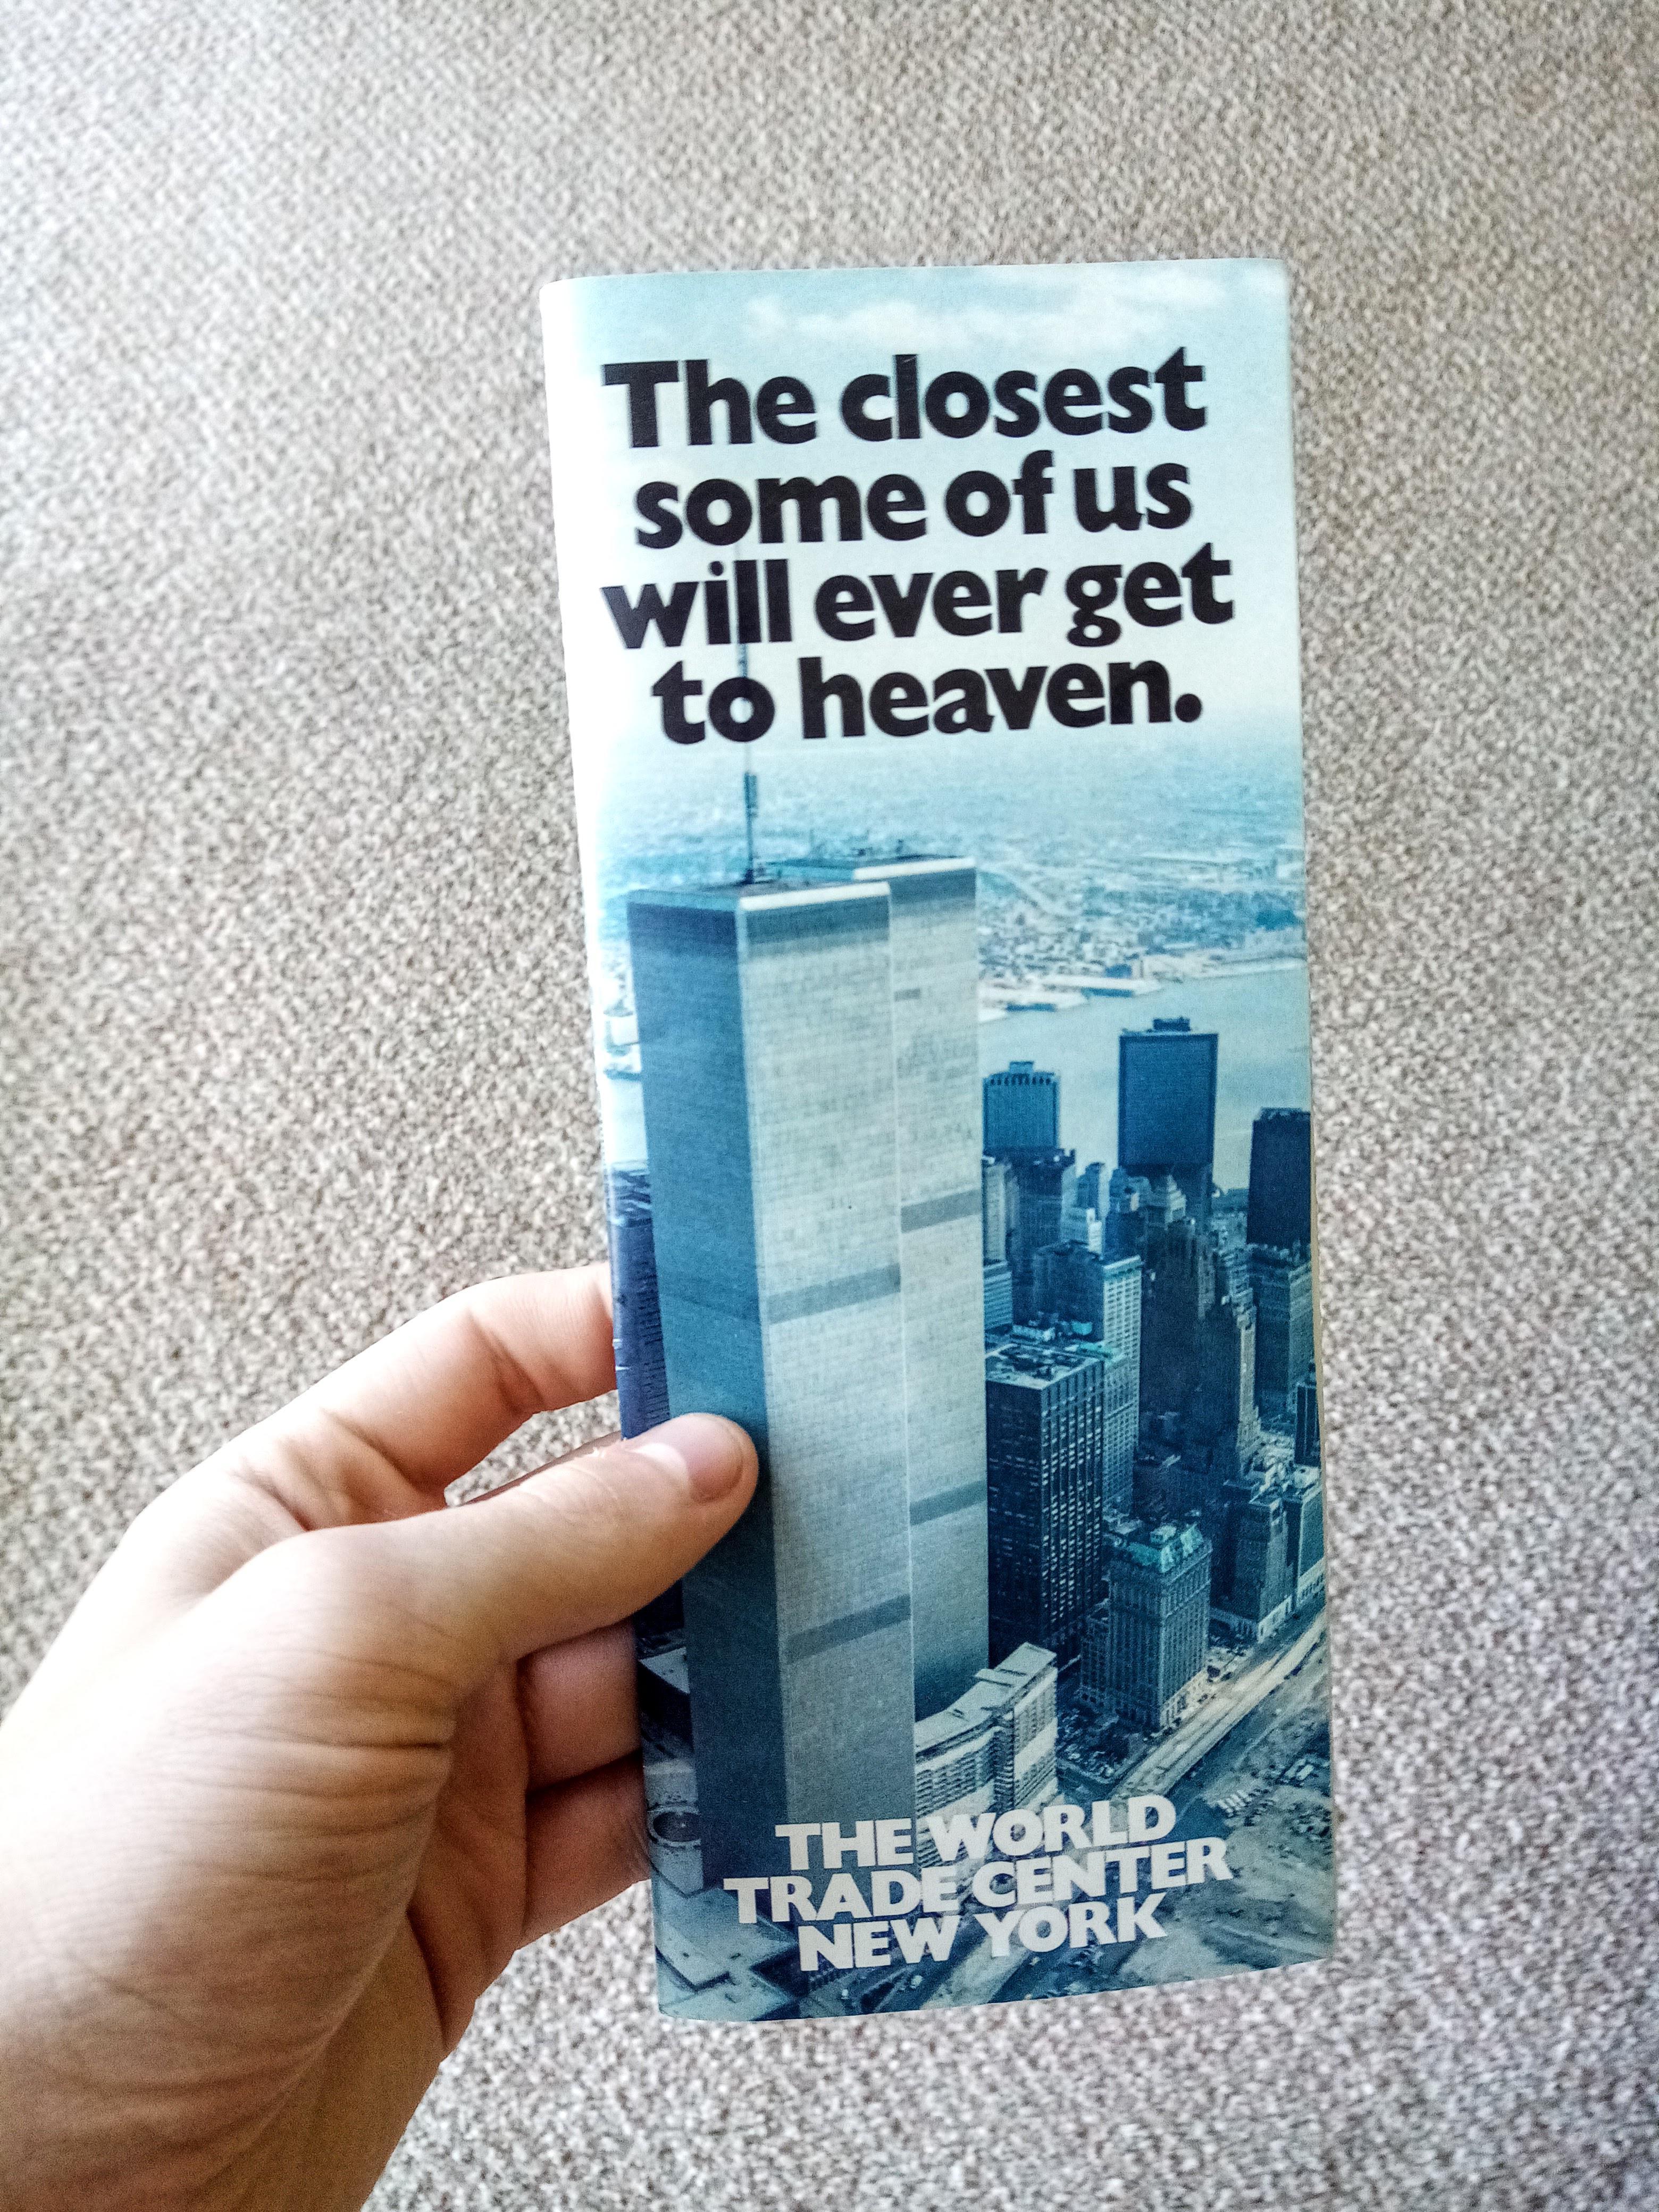 The closest
some of us
will ever get
to heaven.
THE WORLD
TRADE CENTER
NEW YORK